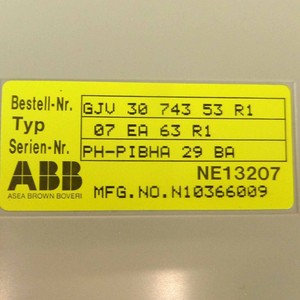 Bestell-Nr. GJV 30 743 53 R1
Typ 07 EA 63 R1
Serien-Nr. PH-PIBHA 29 BA
ABB NE13207
ASEA BROWN BOVERI MFG.NO.N10366009